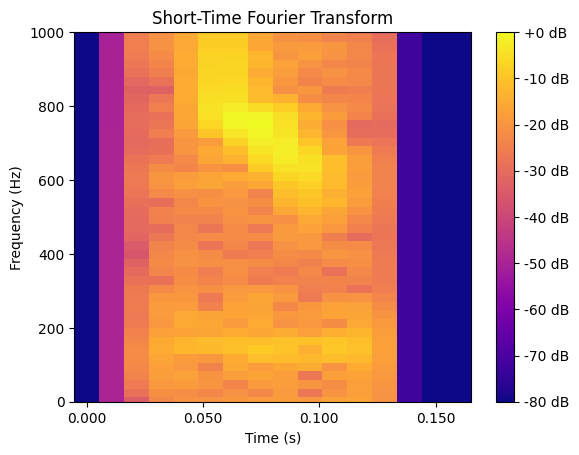 Short-Time Fourier Transform
1000
800
600
400
200
0
Frequency (Hz)
0.000
0.050
0.100
0.150
Time (s)
+0 dB
-10 dB
-20 dB
-30 dB
-40 dB
-50 dB
-60 dB
-70 dB
-80 dB